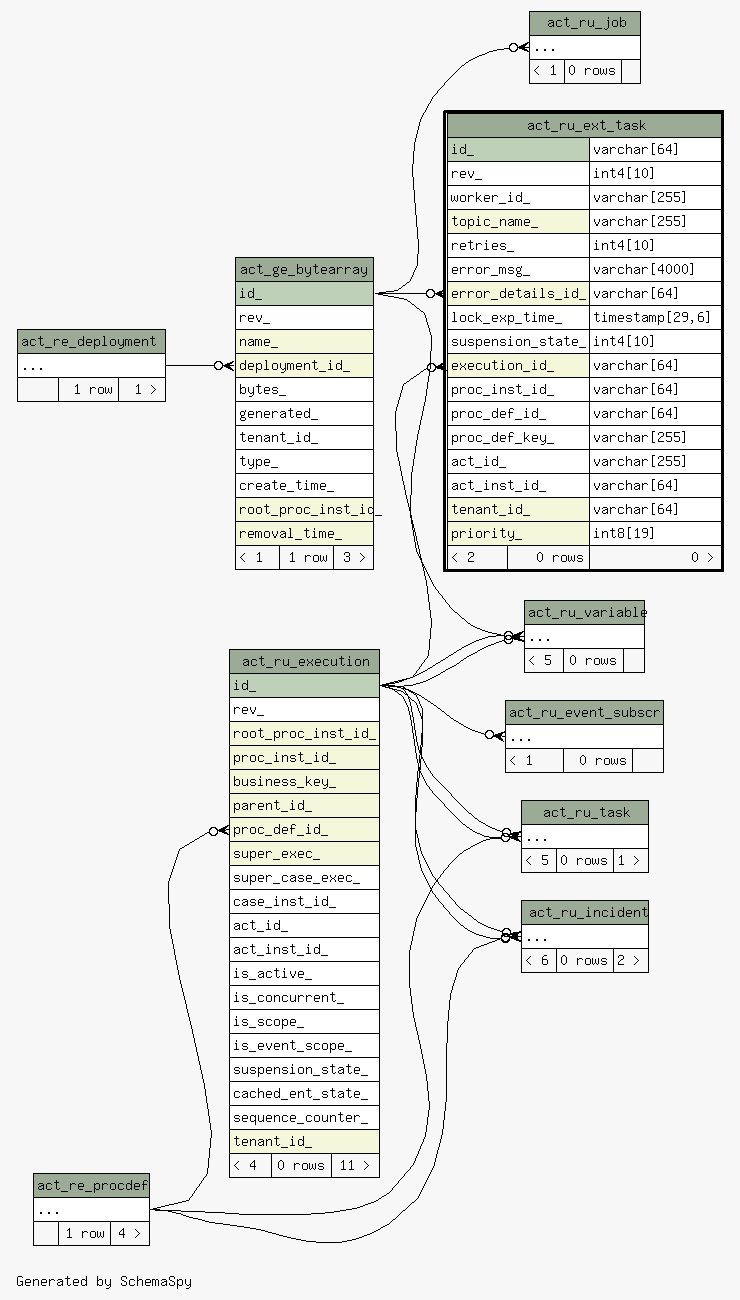 act_ru_job
...
< 1 0 rows
act_ru_ext_task
id_ varchar[64]
rev_ int4[10]
worker_id_ varchar[255]
topic_name_ varchar[255]
retries_ int4[10]
error_msg_ varchar[4000]
error_details_id_ varchar[64]
lock_exp_time_ timestamp[29,6]
suspension_state_ int4[10]
execution_id_ varchar[64]
proc_inst_id_ varchar[64]
proc_def_id_ varchar[64]
proc_def_key_ varchar[255]
act_id_ varchar[255]
act_inst_id_ varchar[64]
tenant_id_ varchar[64]
priority_ int8[19]
< 2 0 rows 0 >
act_ge_bytearray
id_
rev_
name_
deployment_id_
bytes_
generated_
tenant_id_
type_
create_time_
root_proc_inst_id_
removal_time_
< 1 1 row 3 >
act_re_deployment
...
1 row 1 >
act_ru_variable
...
< 5 0 rows
act_ru_execution
id_
rev_
root_proc_inst_id_
proc_inst_id_
business_key_
parent_id_
proc_def_id_
super_exec_
super_case_exec_
case_inst_id_
act_id_
act_inst_id_
is_active_
is_concurrent_
is_scope_
is_event_scope_
suspension_state_
cached_ent_state_
sequence_counter_
tenant_id_
< 4 0 rows 11 >
act_ru_event_subscr
...
< 1 0 rows
act_ru_task
...
< 5 0 rows 1 >
act_ru_incident
...
< 6 0 rows 2 >
act_re_procdef
...
1 row 4 >
Generated by SchemaSpy